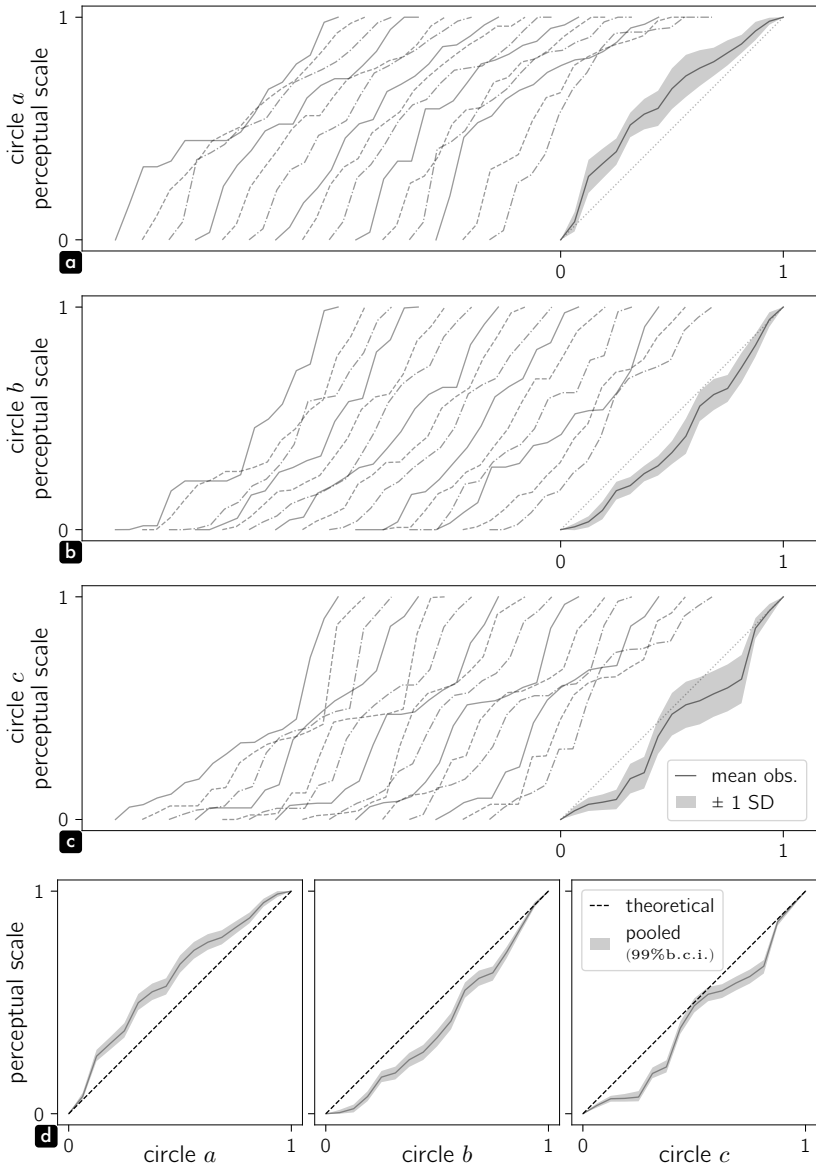 1
circle a
perceptual scale
0
a
0 1
1
circle b
perceptual scale
0
b
0 1
1
circle c
perceptual scale
0
mean obs.
± 1 SD
c
0 1
1
perceptual scale
0
theoretical
pooled
(99%b.c.i.)
d
0 1
0 1
0 1
circle a
circle b
circle c